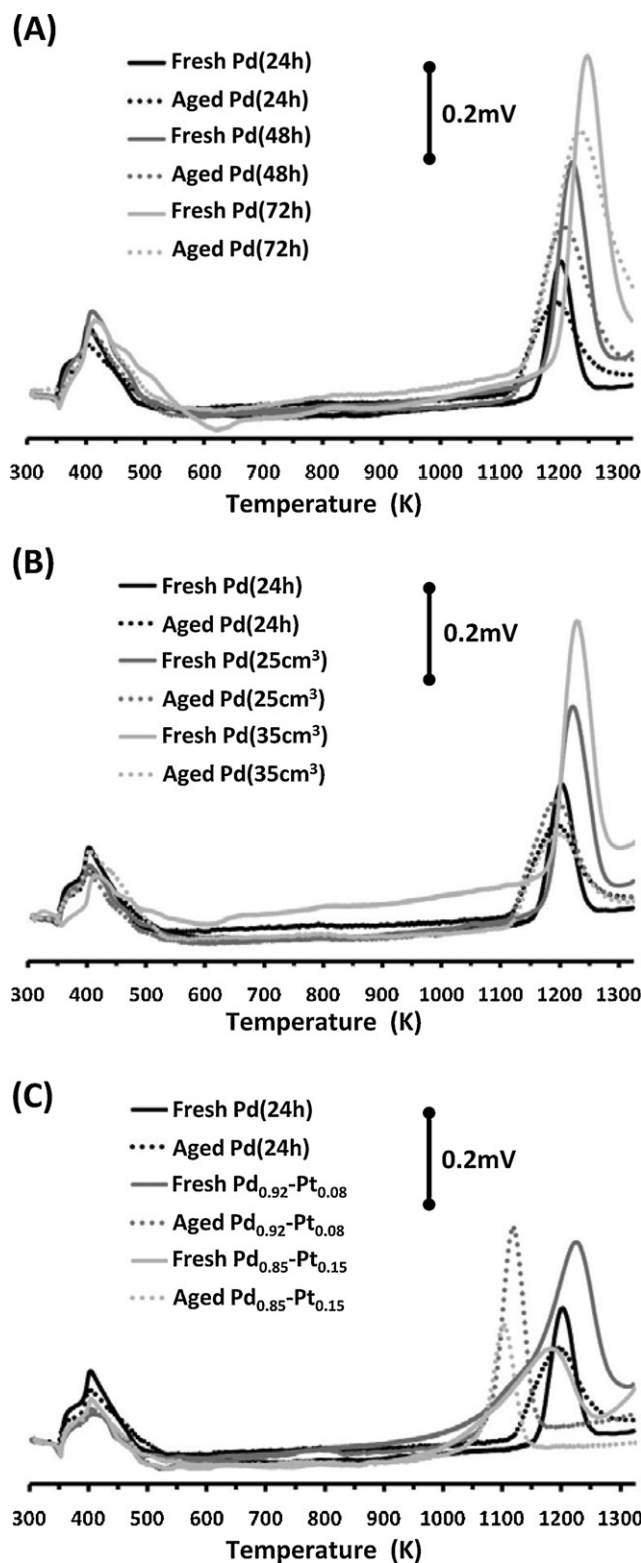 (A)
Fresh Pd(24h)
Aged Pd(24h)
Fresh Pd(48h)
Aged Pd(48h)
Fresh Pd(72h)
Aged Pd(72h)
0.2mV
300 400 500 600 700 800 900 1000 1100 1200 1300
Temperature (K)
(B)
Fresh Pd(24h)
Aged Pd(24h)
Fresh Pd(25cm³)
Aged Pd(25cm³)
Fresh Pd(35cm³)
Aged Pd(35cm³)
0.2mV
300 400 500 600 700 800 900 1000 1100 1200 1300
Temperature (K)
(C)
Fresh Pd(24h)
Aged Pd(24h)
Fresh Pd₀.₉₂-Pt₀.₀₈
Aged Pd₀.₉₂-Pt₀.₀₈
Fresh Pd₀.₈₅-Pt₀.₁₅
Aged Pd₀.₈₅-Pt₀.₁₅
0.2mV
300 400 500 600 700 800 900 1000 1100 1200 1300
Temperature (K)